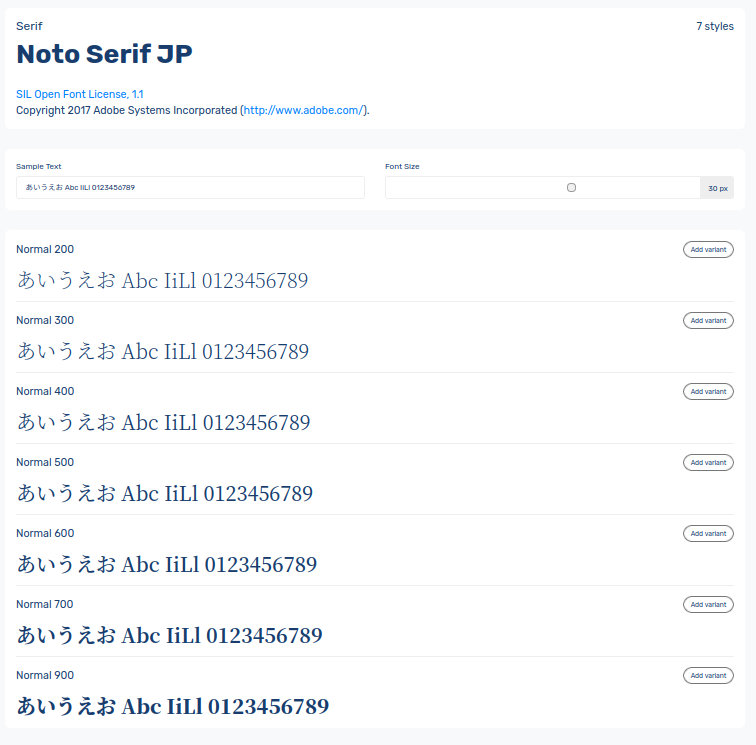 Serif
7 styles
Noto Serif JP
SIL Open Font License, 1.1
Copyright 2017 Adobe Systems Incorporated (http://www.adobe.com/).
Sample Text
Font Size
あいうえお Abc IiLl 0123456789
30 px
Normal 200
Add variant
あいうえお Abc IiLl 0123456789
Normal 300
Add variant
あいうえお Abc IiLl 0123456789
Normal 400
Add variant
あいうえお Abc IiLl 0123456789
Normal 500
Add variant
あいうえお Abc IiLl 0123456789
Normal 600
Add variant
あいうえお Abc IiLl 0123456789
Normal 700
Add variant
あいうえお Abc IiLl 0123456789
Normal 900
Add variant
あいうえお Abc IiLl 0123456789